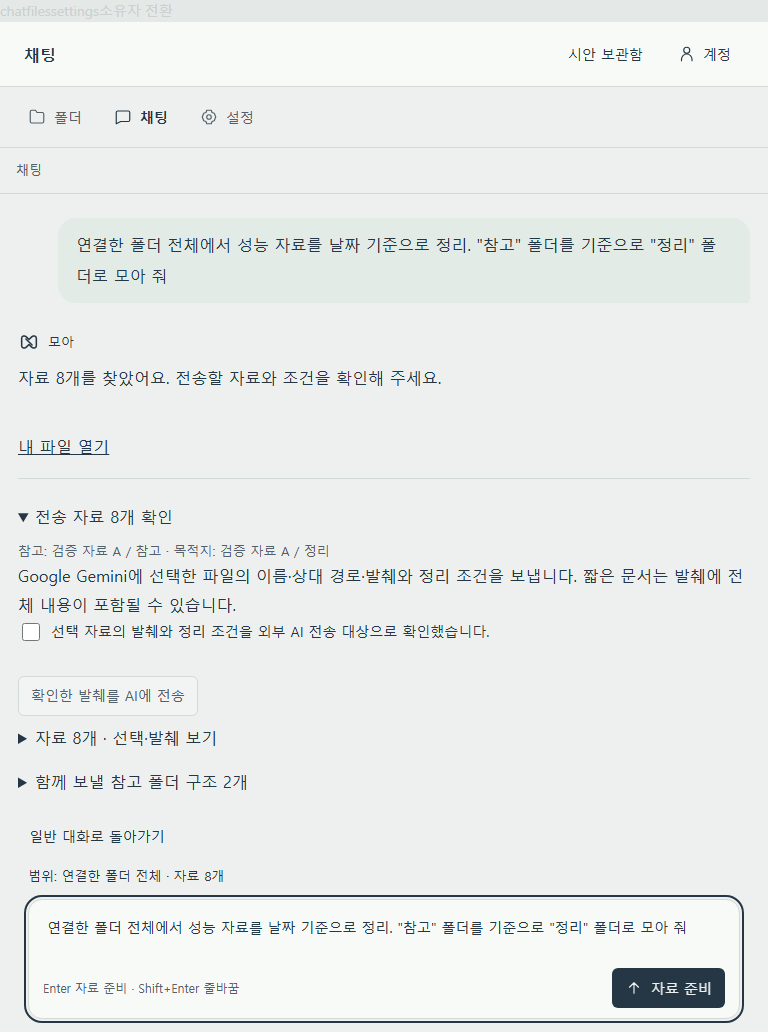 chatfilessettings소유자 전환
채팅
시안 보관함
계정
폴더
채팅
설정
채팅
연결한 폴더 전체에서 성능 자료를 날짜 기준으로 정리. "참고" 폴더를 기준으로 "정리" 폴
더로 모아 줘
모아
자료 8개를 찾았어요. 전송할 자료와 조건을 확인해 주세요.
내 파일 열기
▼ 전송 자료 8개 확인
참고: 검증 자료 A / 참고 · 목적지: 검증 자료 A / 정리
Google Gemini에 선택한 파일의 이름·상대 경로·발췌와 정리 조건을 보냅니다. 짧은 문서는 발췌에 전
체 내용이 포함될 수 있습니다.
선택 자료의 발췌와 정리 조건을 외부 AI 전송 대상으로 확인했습니다.
확인한 발췌를 AI에 전송
▶ 자료 8개 · 선택·발췌 보기
▶ 함께 보낼 참고 폴더 구조 2개
일반 대화로 돌아가기
범위: 연결한 폴더 전체 · 자료 8개
연결한 폴더 전체에서 성능 자료를 날짜 기준으로 정리. "참고" 폴더를 기준으로 "정리" 폴더로 모아 줘
Enter 자료 준비 · Shift+Enter 줄바꿈
↑ 자료 준비